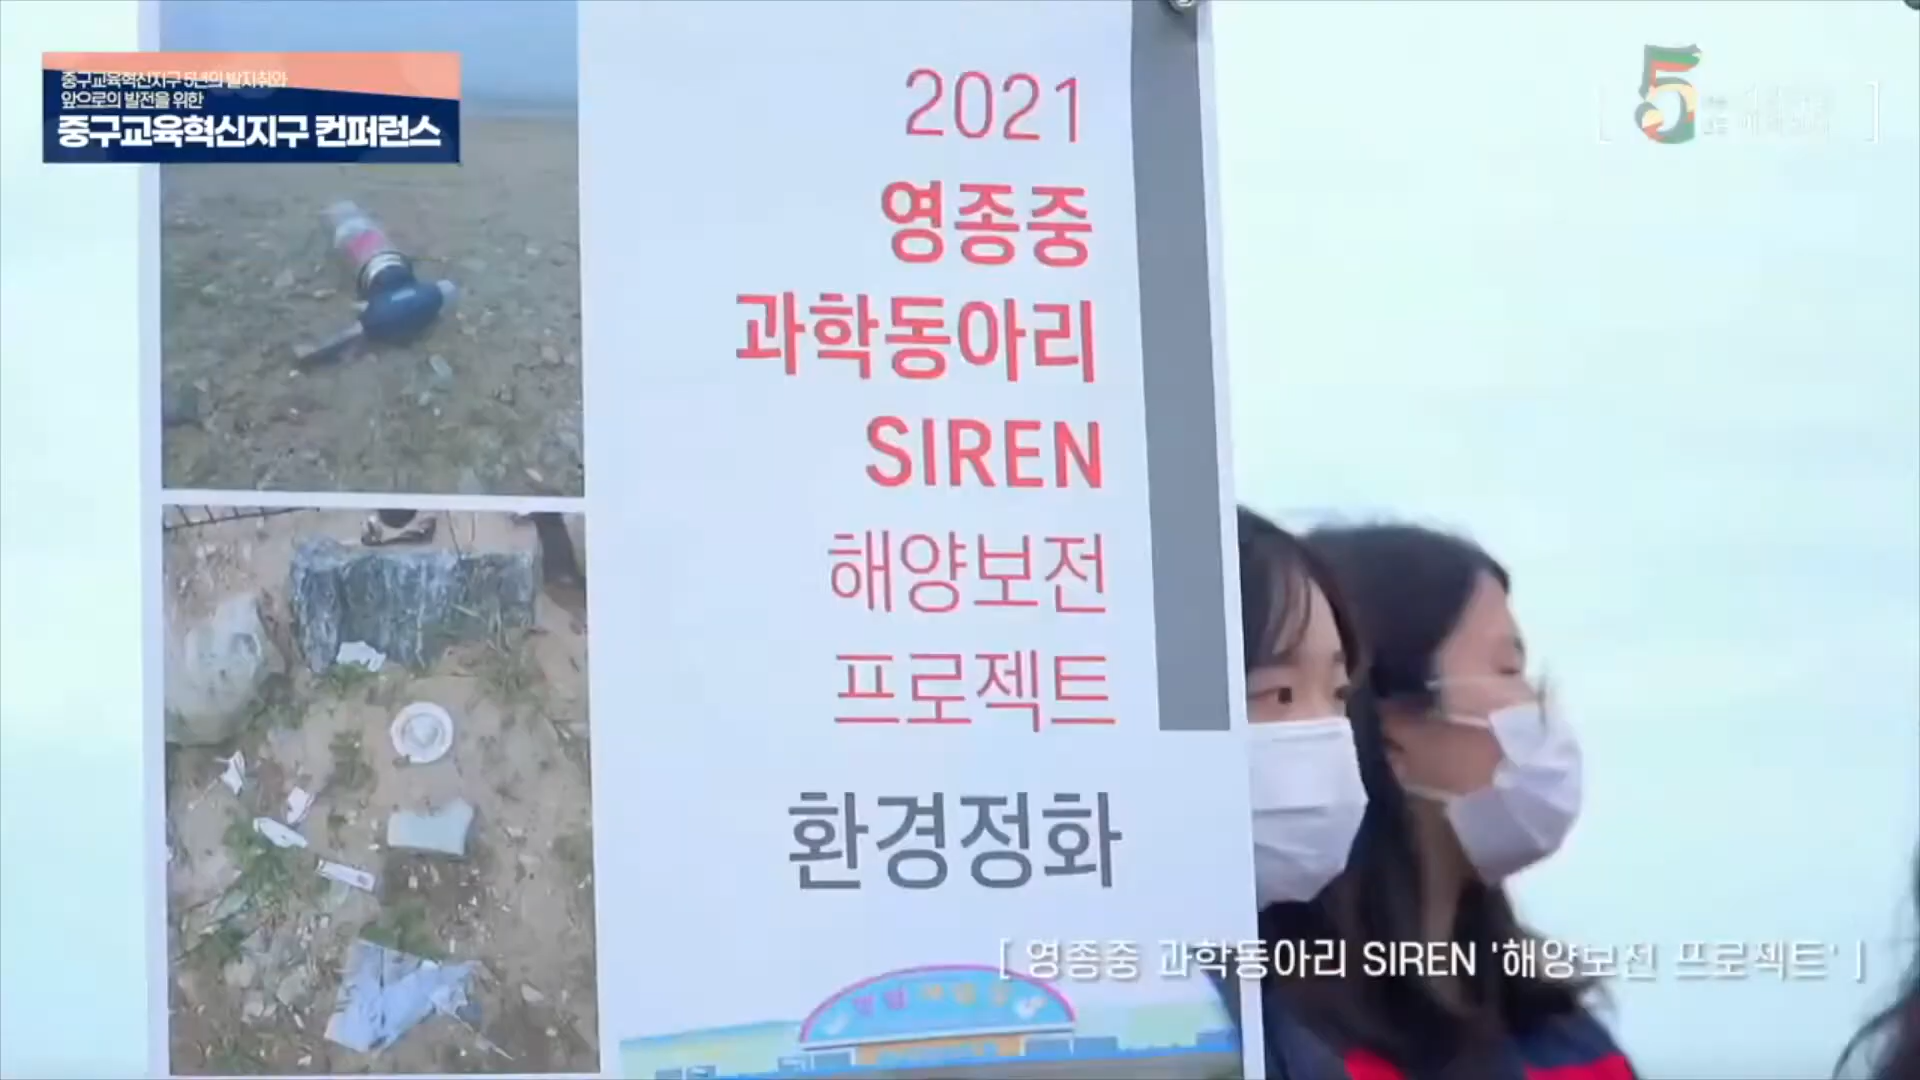 중구교육혁신지구 5년의 발자취와
앞으로의 발전을 위한
중구교육혁신지구 컨퍼런스
5
2021
영종중
과학동아리
SIREN
해양보전
프로젝트
환경정화
[ 영종중 과학동아리 SIREN '해양보전 프로젝트' ]